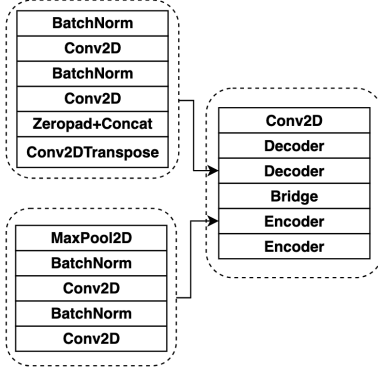 BatchNorm
Conv2D
BatchNorm
Conv2D
Zeropad+Concat
Conv2DTranspose
MaxPool2D
BatchNorm
Conv2D
BatchNorm
Conv2D
Conv2D
Decoder
Decoder
Bridge
Encoder
Encoder